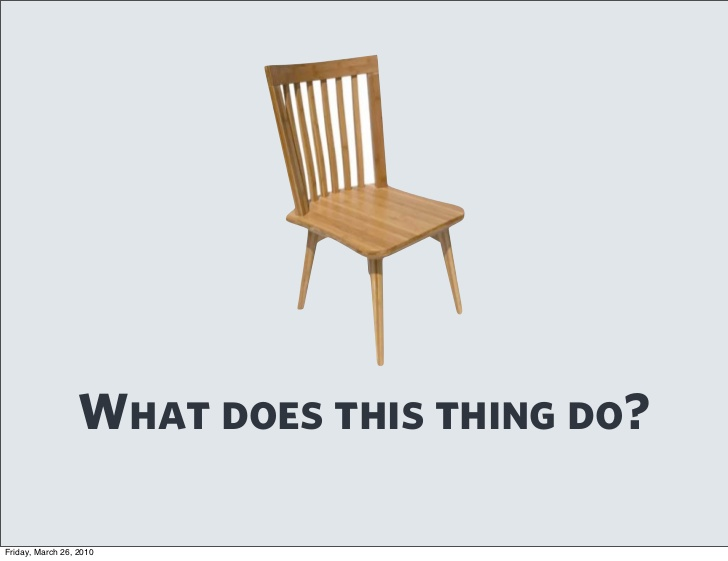 What does this thing do?
Friday, March 26, 2010